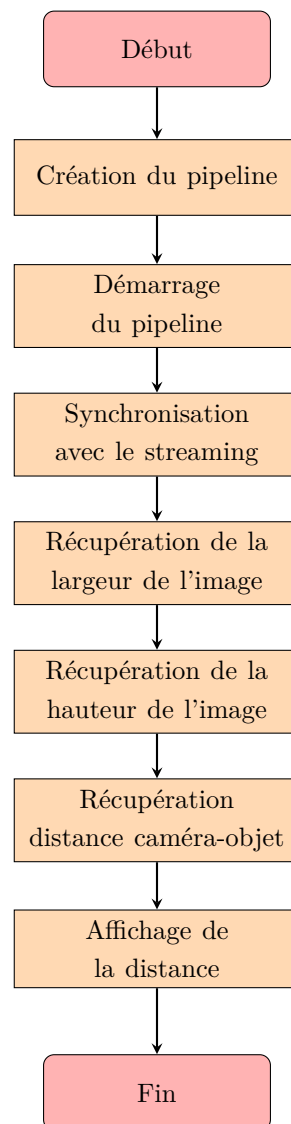 Début
Création du pipeline
Démarrage
du pipeline
Synchronisation
avec le streaming
Récupération de la
largeur de l'image
Récupération de la
hauteur de l'image
Récupération
distance caméra-objet
Affichage de
la distance
Fin